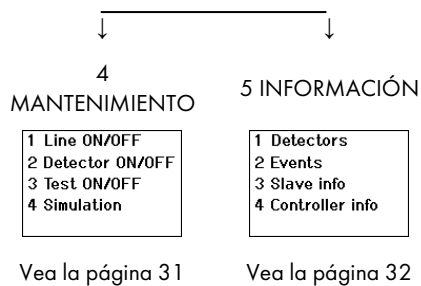 4
MANTENIMIENTO
1 Line ON/OFF
2 Detector ON/OFF
3 Test ON/OFF
4 Simulation
Vea la página 31
5 INFORMACIÓN
1 Detectors
2 Events
3 Slave info
4 Controller info
Vea la página 32